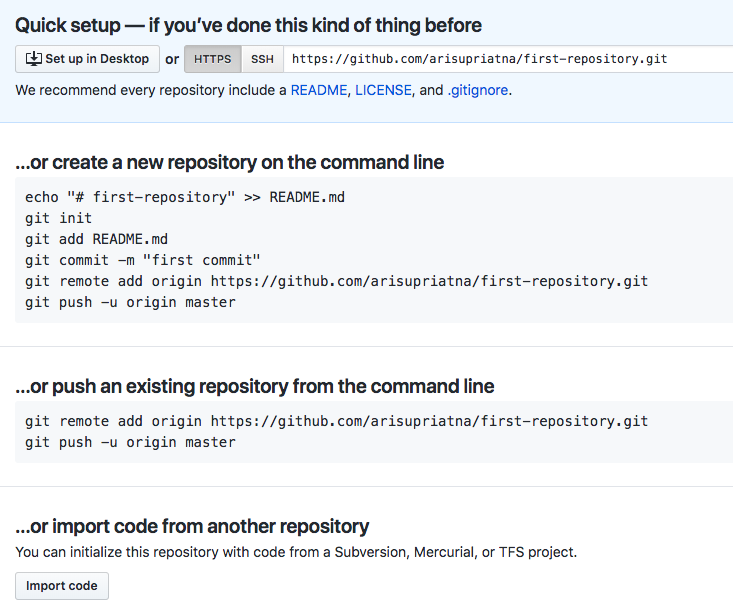 Quick setup — if you’ve done this kind of thing before
Set up in Desktop or HTTPS SSH https://github.com/arisupriatna/first-repository.git
We recommend every repository include a README, LICENSE, and .gitignore.
…or create a new repository on the command line
echo "# first-repository" >> README.md
git init
git add README.md
git commit -m "first commit"
git remote add origin https://github.com/arisupriatna/first-repository.git
git push -u origin master
…or push an existing repository from the command line
git remote add origin https://github.com/arisupriatna/first-repository.git
git push -u origin master
…or import code from another repository
You can initialize this repository with code from a Subversion, Mercurial, or TFS project.
Import code